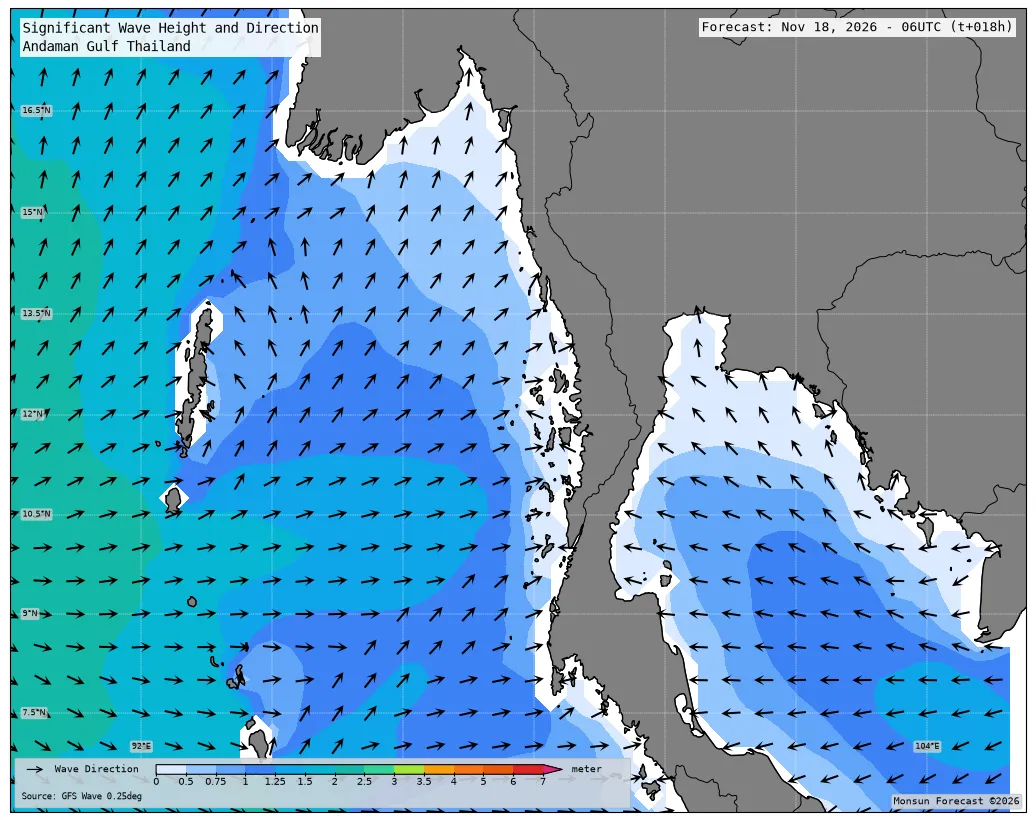 Significant Wave Height and Direction
Andaman Gulf Thailand
Forecast: Nov 18, 2026 - 06UTC (t+018h)
16.5°N
15°N
13.5°N
12°N
10.5°N
9°N
7.5°N
92°E
104°E
Wave Direction
0.5 0.75 1 1.25 1.5 2 2.5 3 3.5 4 5 6 7
meter
Source: GFS Wave 0.25deg
Monsun Forecast ©2026